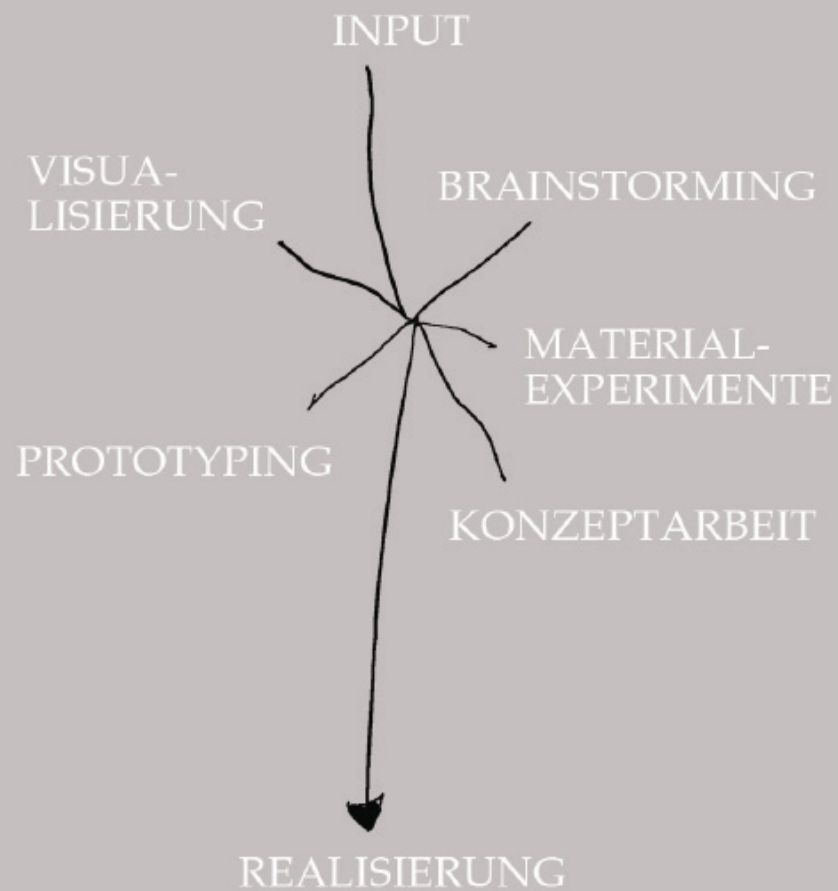 INPUT
VISUA-
LISIERUNG
BRAINSTORMING
MATERIAL-
EXPERIMENTE
PROTOTYPING
KONZEPTARBEIT
REALISIERUNG